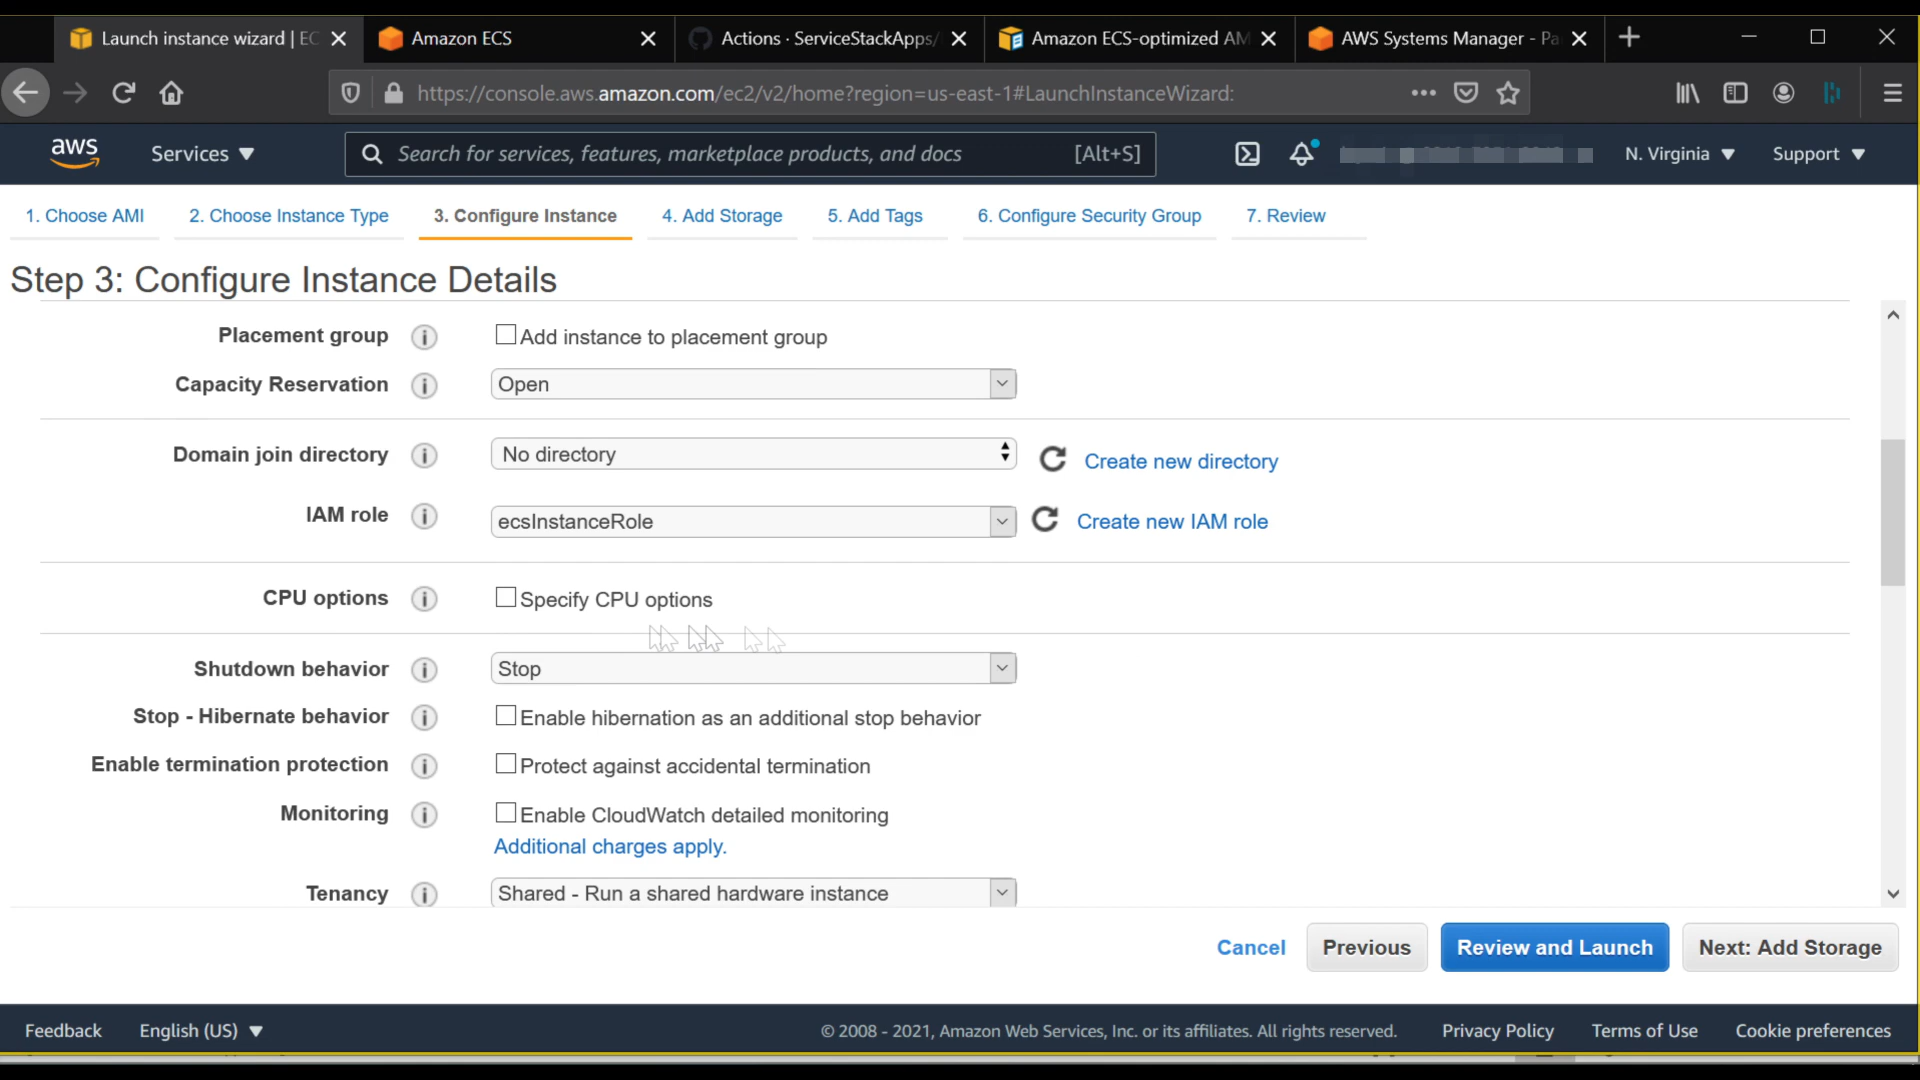 Launch instance wizard | EC
Amazon ECS
Actions · ServiceStackApps/
Amazon ECS-optimized AM
AWS Systems Manager - Pa
https://console.aws.amazon.com/ec2/v2/home?region=us-east-1#LaunchInstanceWizard:
aws
Services
Search for services, features, marketplace products, and docs
[Alt+S]
N. Virginia
Support
1. Choose AMI
2. Choose Instance Type
3. Configure Instance
4. Add Storage
5. Add Tags
6. Configure Security Group
7. Review
Step 3: Configure Instance Details
Placement group
Add instance to placement group
Capacity Reservation
Open
Domain join directory
No directory
Create new directory
IAM role
ecsInstanceRole
Create new IAM role
CPU options
Specify CPU options
Shutdown behavior
Stop
Stop - Hibernate behavior
Enable hibernation as an additional stop behavior
Enable termination protection
Protect against accidental termination
Monitoring
Enable CloudWatch detailed monitoring
Additional charges apply.
Tenancy
Shared - Run a shared hardware instance
Cancel
Previous
Review and Launch
Next: Add Storage
Feedback
English (US)
© 2008 - 2021, Amazon Web Services, Inc. or its affiliates. All rights reserved.
Privacy Policy
Terms of Use
Cookie preferences